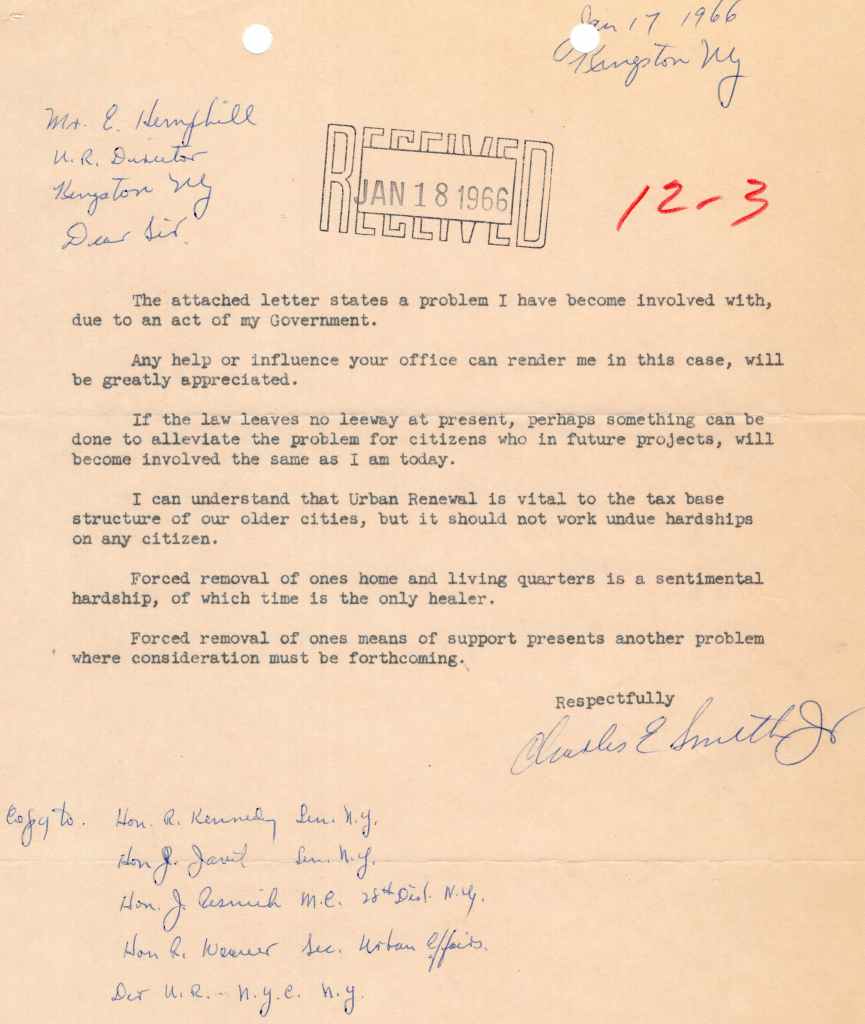 Jan 17 1966
Kingston NY
Mr. E. Hemphill
U. R. Director
Kingston NY
Dear Sir.
RECEIVED
JAN 18 1966
RECEIVED
12-3
The attached letter states a problem I have become involved with,
due to an act of my Government.
Any help or influence your office can render me in this case, will
be greatly appreciated.
If the law leaves no leeway at present, perhaps something can be
done to alleviate the problem for citizens who in future projects, will
become involved the same as I am today.
I can understand that Urban Renewal is vital to the tax base
structure of our older cities, but it should not work undue hardships
on any citizen.
Forced removal of ones home and living quarters is a sentimental
hardship, of which time is the only healer.
Forced removal of ones means of support presents another problem
where consideration must be forthcoming.
Respectfully
Charles E Smith Jr
Copy to. Hon. R. Kennedy Sen. N.Y.
Hon J. Javit Sen. N.Y.
Hon. J. Resnick M.C. 28th Dist. N.Y.
Hon R. Weaver Sec. Urban Affairs.
Dir U.R. - N.Y.C. N.Y.